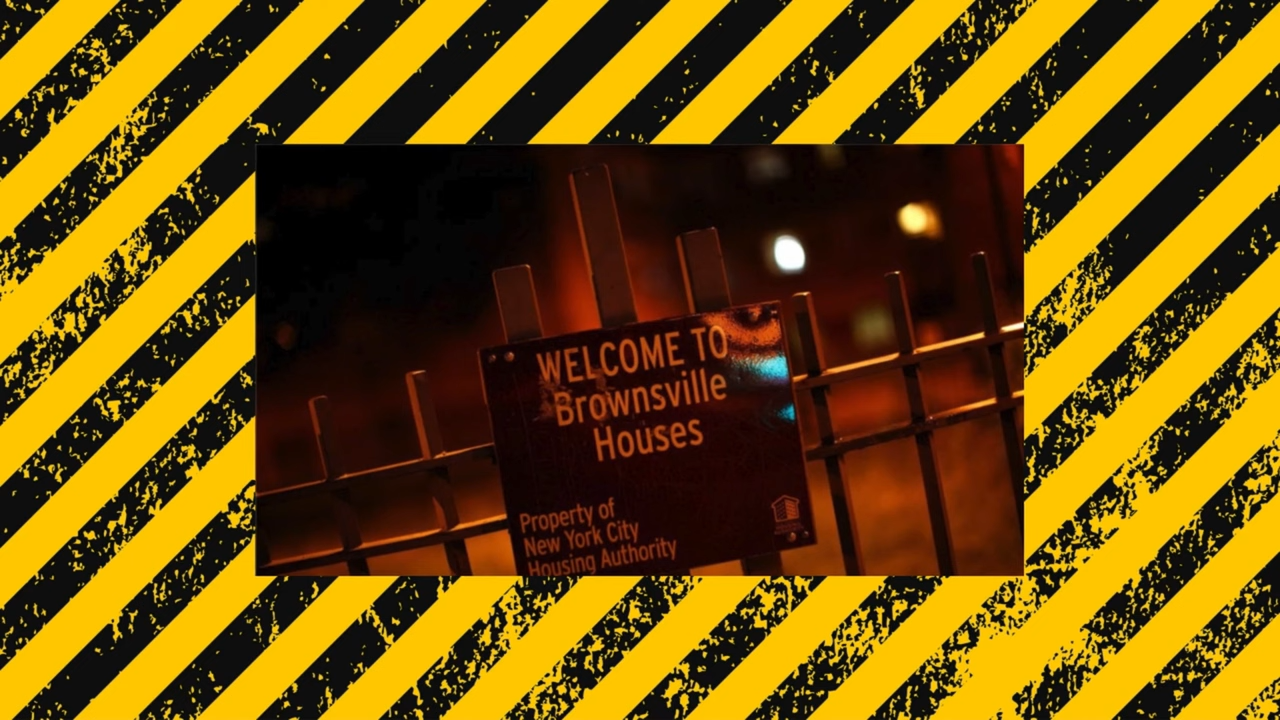 WELCOME TO
Brownsville
Houses
Property of
New York City
Housing Authority